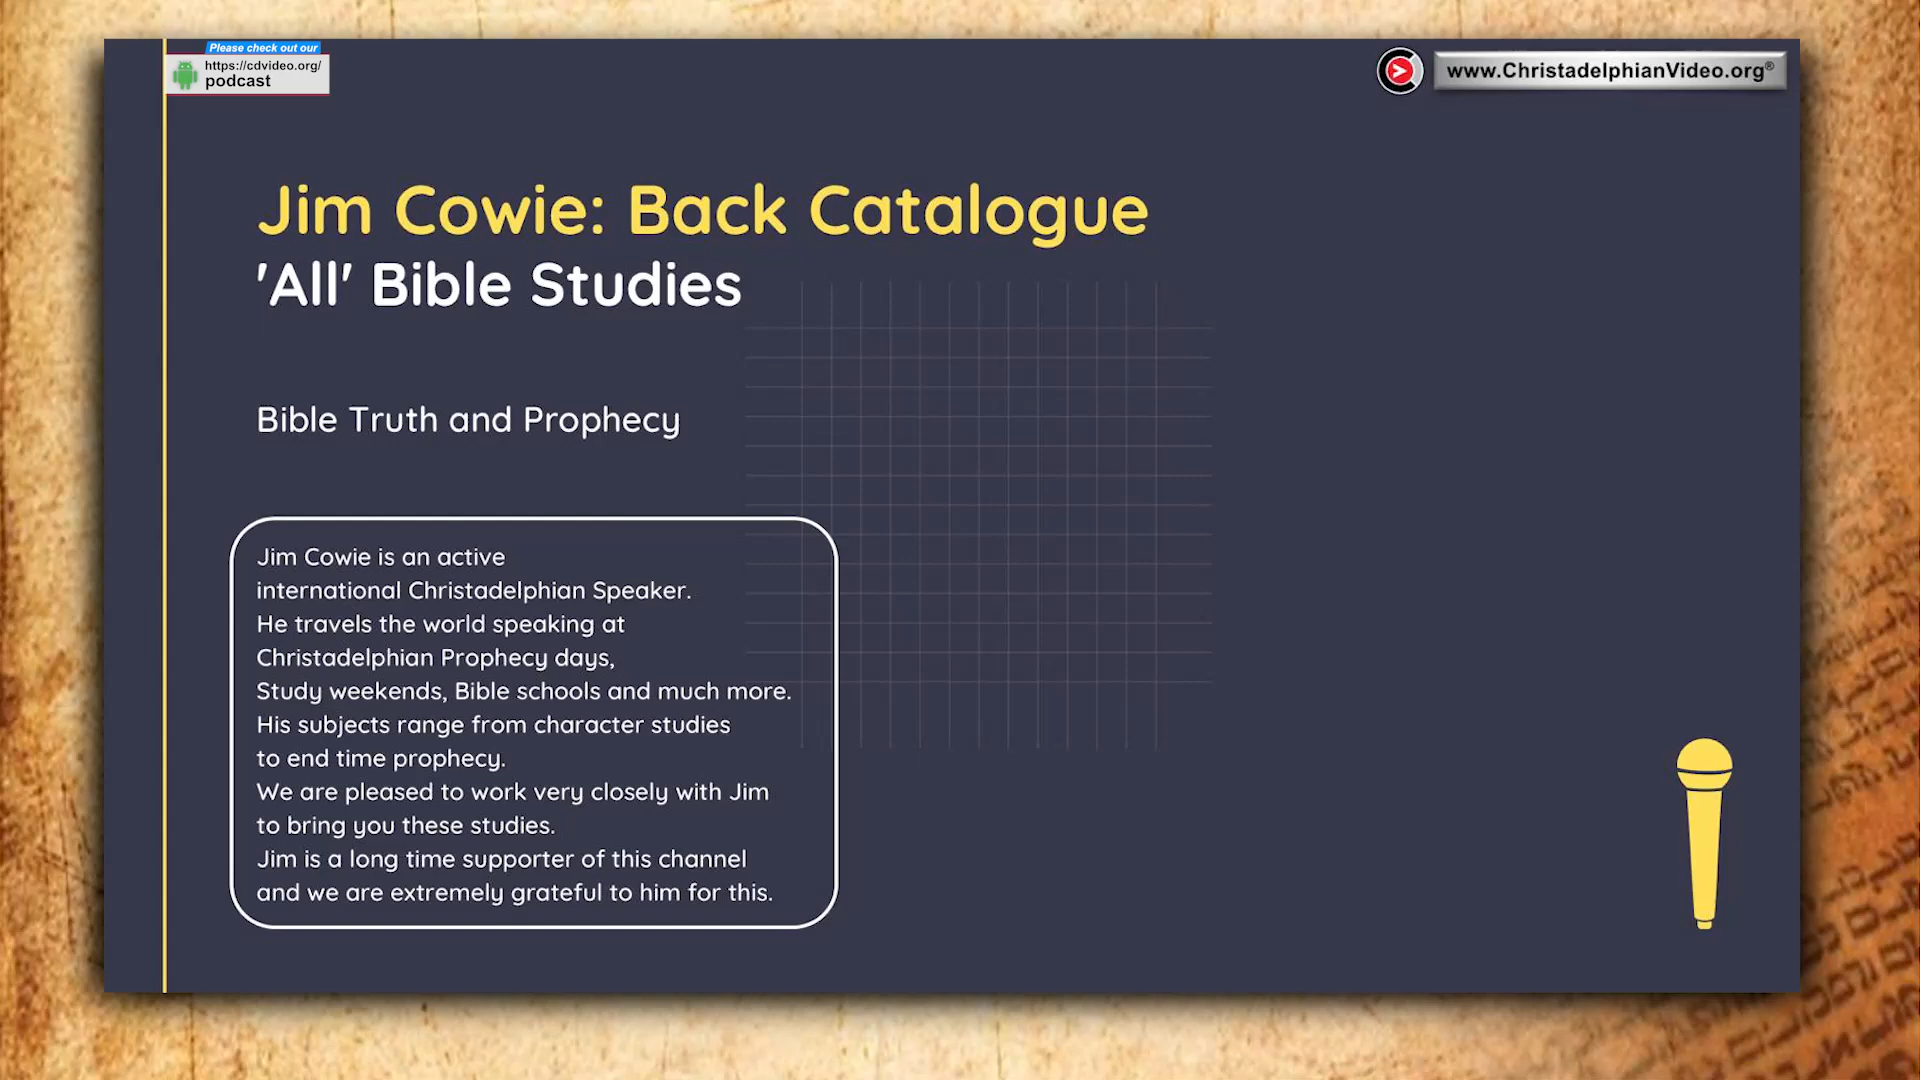 Please check out our
https://cdvideo.org/
podcast
www.ChristadelphianVideo.org®
Jim Cowie: Back Catalogue
'All' Bible Studies
Bible Truth and Prophecy
Jim Cowie is an active
international Christadelphian Speaker.
He travels the world speaking at
Christadelphian Prophecy days,
Study weekends, Bible schools and much more.
His subjects range from character studies
to end time prophecy.
We are pleased to work very closely with Jim
to bring you these studies.
Jim is a long time supporter of this channel
and we are extremely grateful to him for this.